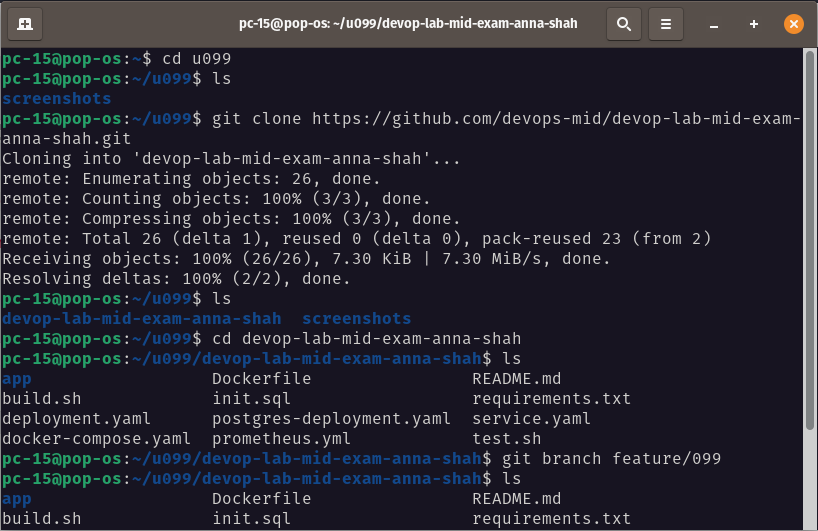 pc-15@pop-os: ~/u099/devop-lab-mid-exam-anna-shah
pc-15@pop-os:~$ cd u099
pc-15@pop-os:~/u099$ ls
screenshots
pc-15@pop-os:~/u099$ git clone https://github.com/devops-mid/devop-lab-mid-exam-
anna-shah.git
Cloning into 'devop-lab-mid-exam-anna-shah'...
remote: Enumerating objects: 26, done.
remote: Counting objects: 100% (3/3), done.
remote: Compressing objects: 100% (3/3), done.
remote: Total 26 (delta 1), reused 0 (delta 0), pack-reused 23 (from 2)
Receiving objects: 100% (26/26), 7.30 KiB | 7.30 MiB/s, done.
Resolving deltas: 100% (2/2), done.
pc-15@pop-os:~/u099$ ls
devop-lab-mid-exam-anna-shah  screenshots
pc-15@pop-os:~/u099$ cd devop-lab-mid-exam-anna-shah
pc-15@pop-os:~/u099/devop-lab-mid-exam-anna-shah$ ls
app                  Dockerfile                README.md
build.sh             init.sql                  requirements.txt
deployment.yaml      postgres-deployment.yaml  service.yaml
docker-compose.yaml  prometheus.yml            test.sh
pc-15@pop-os:~/u099/devop-lab-mid-exam-anna-shah$ git branch feature/099
pc-15@pop-os:~/u099/devop-lab-mid-exam-anna-shah$ ls
app                  Dockerfile                README.md
build.sh             init.sql                  requirements.txt